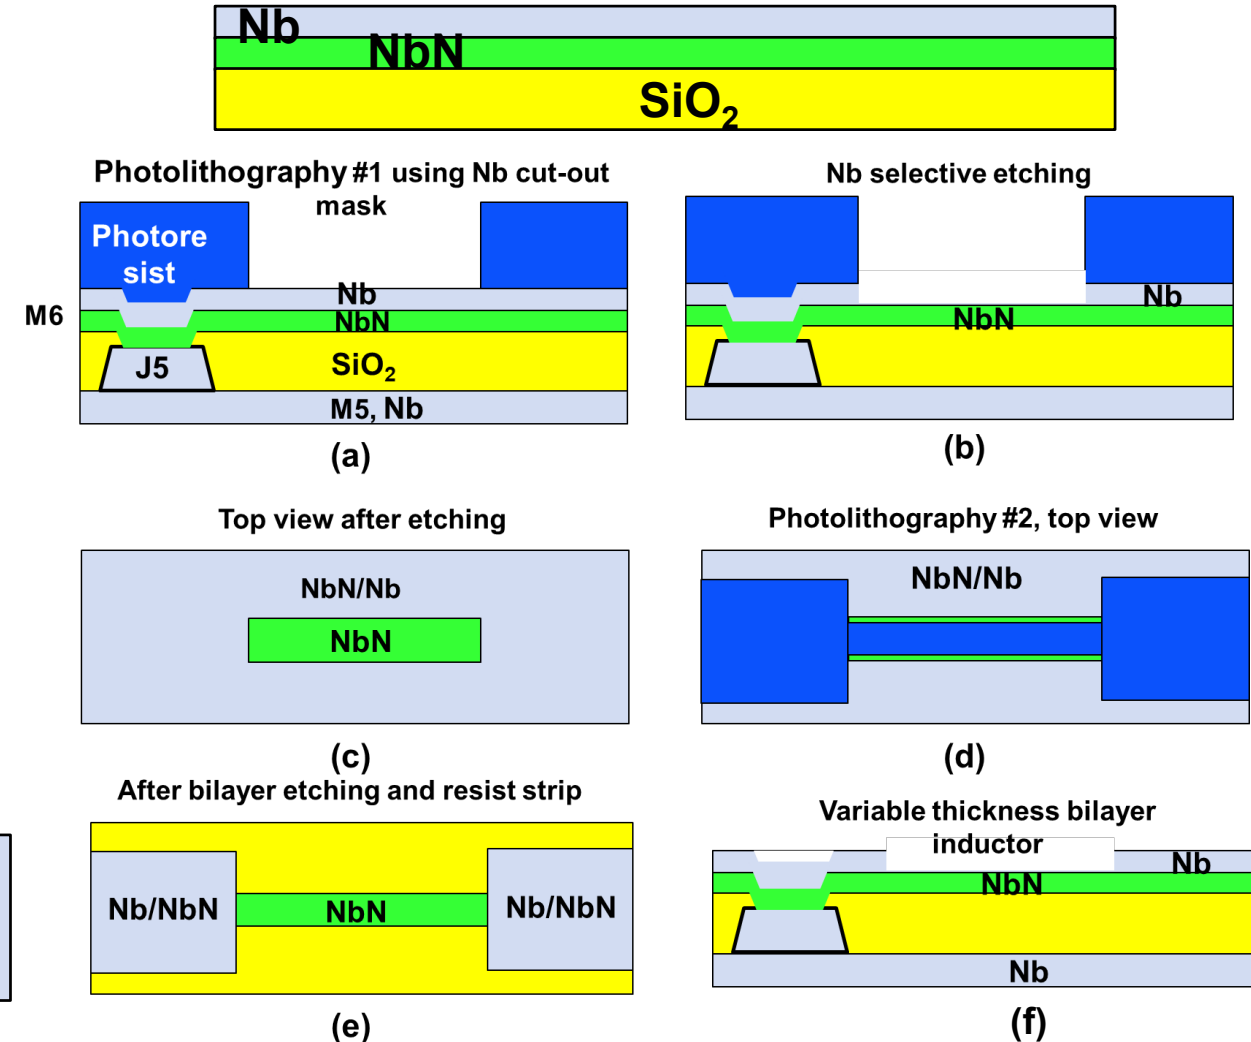 Nb
NbN
SiO₂
Photolithography #1 using Nb cut-out
mask
Photore
sist
Nb
M6
NbN
J5
SiO₂
M5, Nb
(a)
Nb selective etching
Nb
NbN
(b)
Top view after etching
NbN/Nb
NbN
(c)
Photolithography #2, top view
NbN/Nb
(d)
After bilayer etching and resist strip
Nb/NbN
NbN
Nb/NbN
(e)
Variable thickness bilayer
inductor
Nb
NbN
Nb
(f)